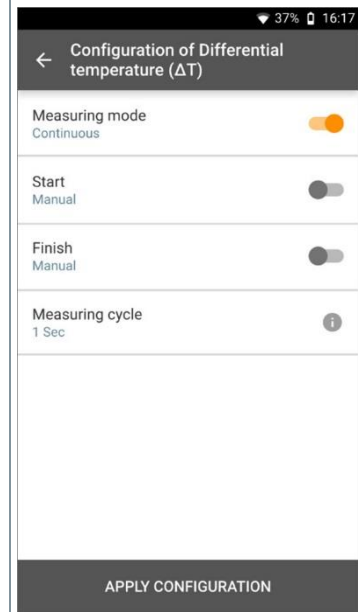 37% 16:17
Configuration of Differential
temperature (ΔT)
Measuring mode
Continuous
Start
Manual
Finish
Manual
Measuring cycle
1 Sec
APPLY CONFIGURATION